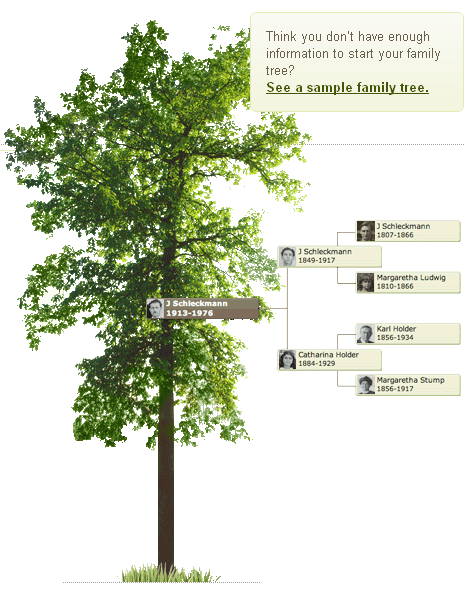 Think you don't have enough
information to start your family
tree?
See a sample family tree.
J Schleckmann
1807-1866
J Schleckmann
1849-1917
Margaretha Ludwig
1810-1866
J Schleckmann
1913-1976
Karl Holder
1856-1934
Catharina Holder
1884-1929
Margaretha Stump
1856-1917